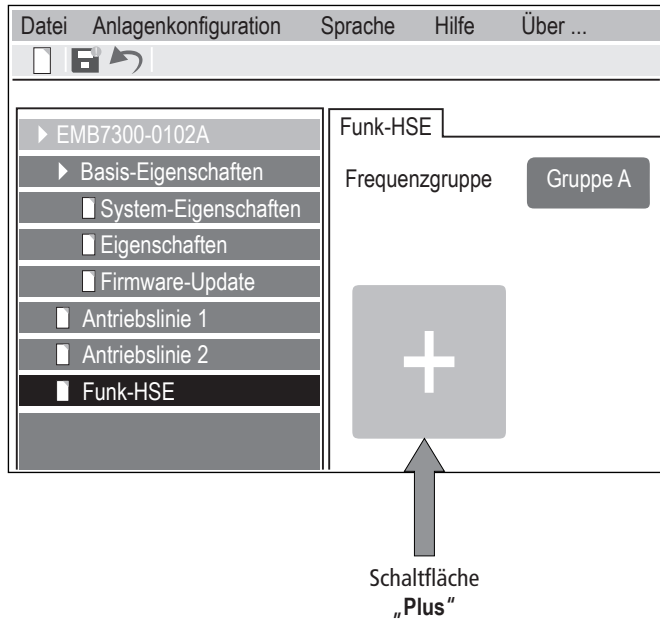 Datei Anlagenkonfiguration Sprache Hilfe Über ...
EMB7300-0102A
Basis-Eigenschaften
System-Eigenschaften
Eigenschaften
Firmware-Update
Antriebslinie 1
Antriebslinie 2
Funk-HSE
Funk-HSE
Frequenzgruppe Gruppe A
+
Schaltfläche
„Plus“